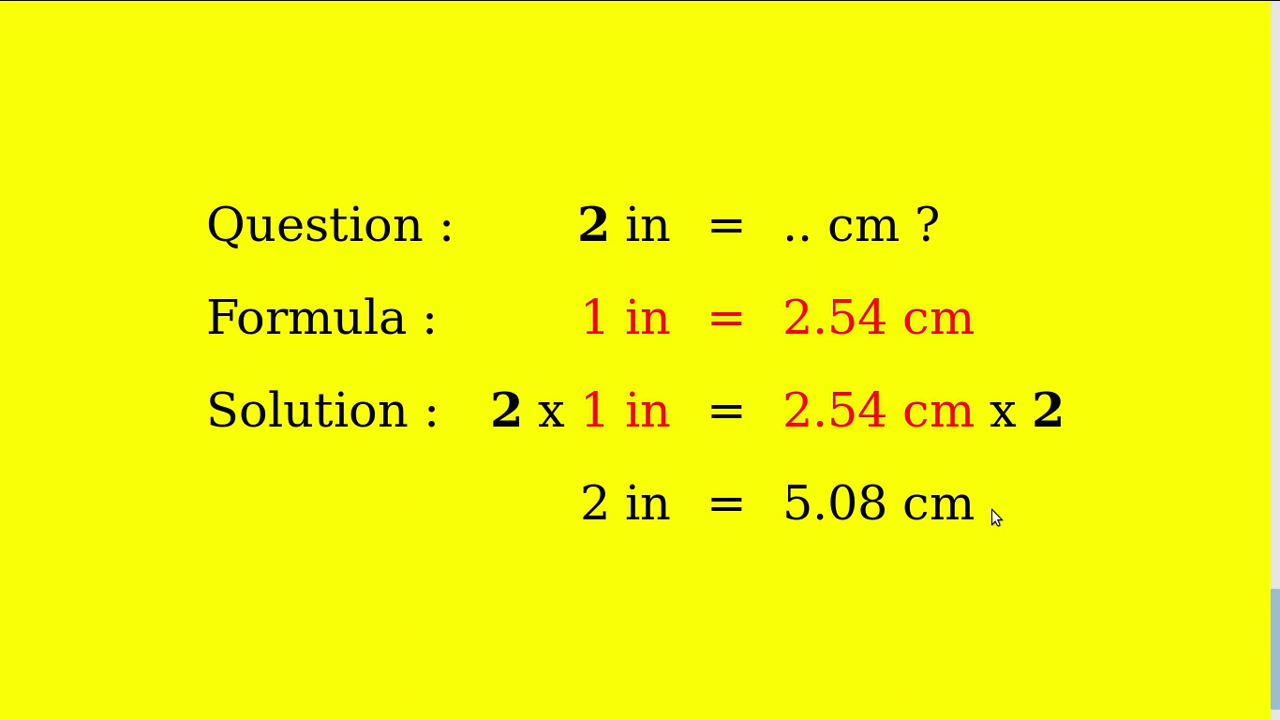 Question : 2 in = .. cm ?
Formula : 1 in = 2.54 cm
Solution : 2 x 1 in = 2.54 cm x 2
2 in = 5.08 cm